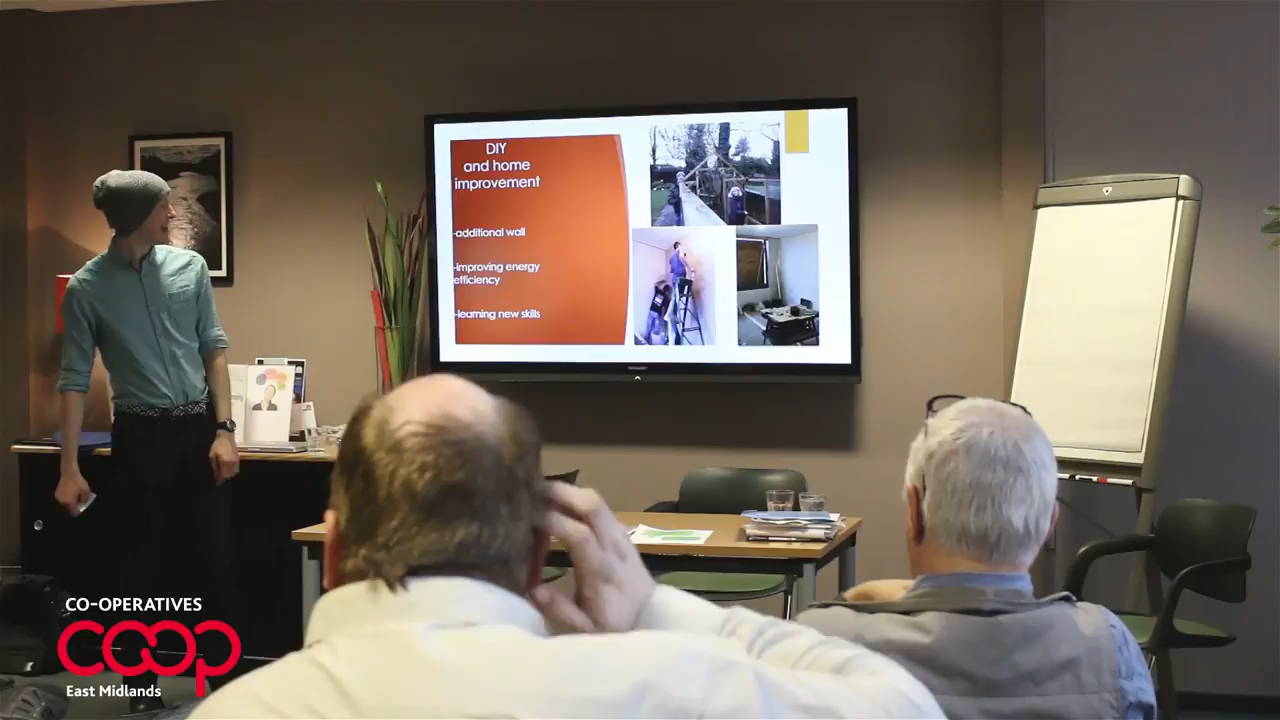 DIY
and home
improvement
-additional wall
-improving energy
efficiency
-learning new skills
CO-OPERATIVES
coop
East Midlands